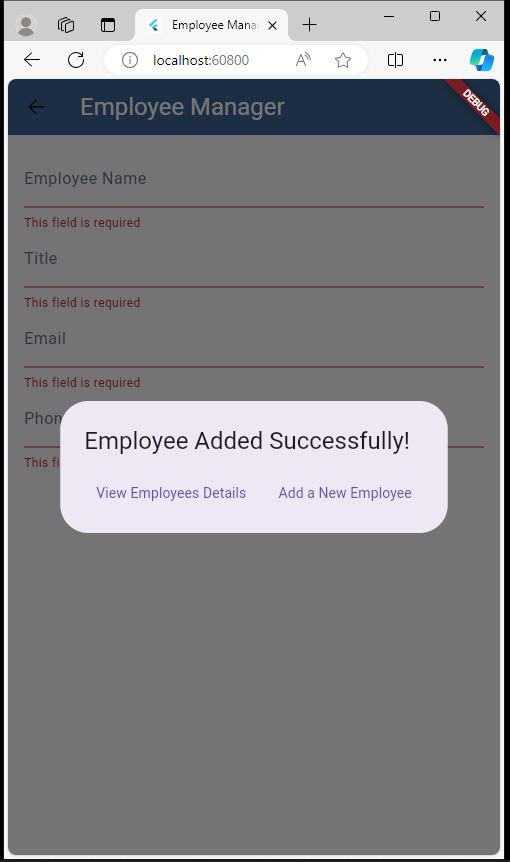 Employee Mana
localhost:60800
Employee Manager
DEBUG
Employee Name
This field is required
Title
This field is required
Email
This field is required
Phon
This fi
Employee Added Successfully!
View Employees Details Add a New Employee